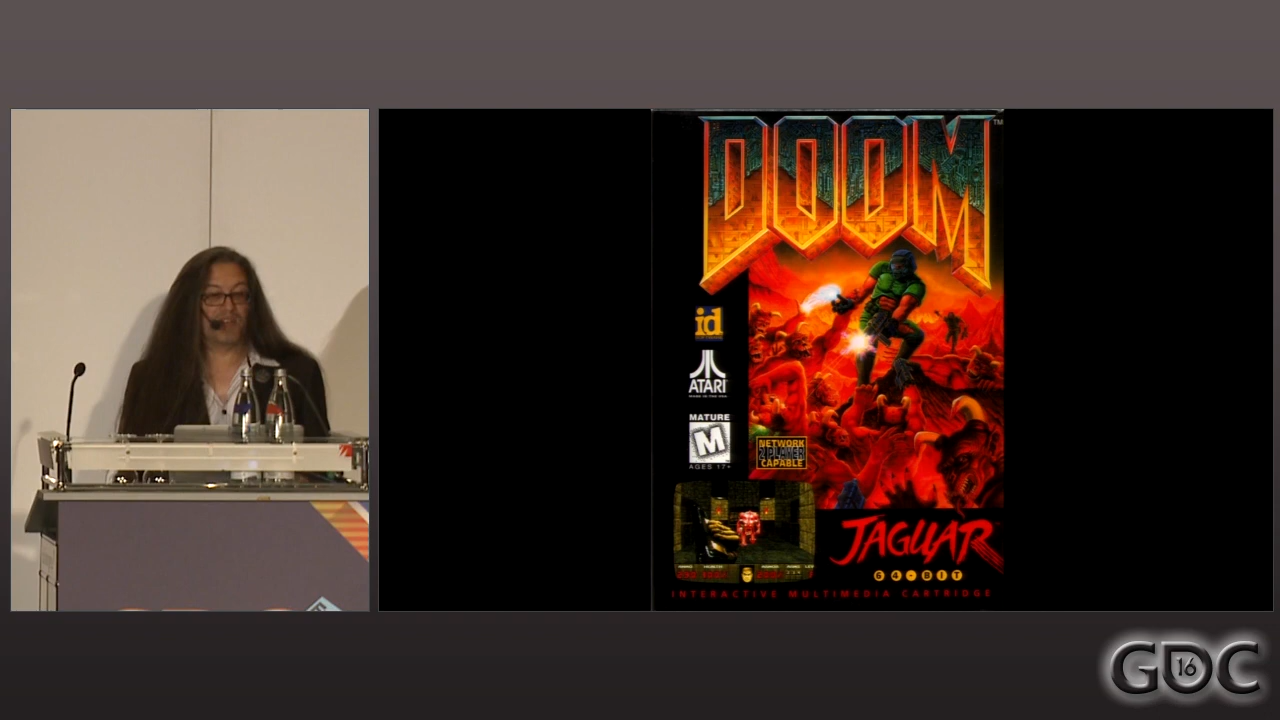 DOOM
TM
id
ATARI
MATURE
M
AGES 17+
NETWORK
2 PLAYER
CAPABLE
JAGUAR
64-BIT
INTERACTIVE MULTIMEDIA CARTRIDGE
GDC
16